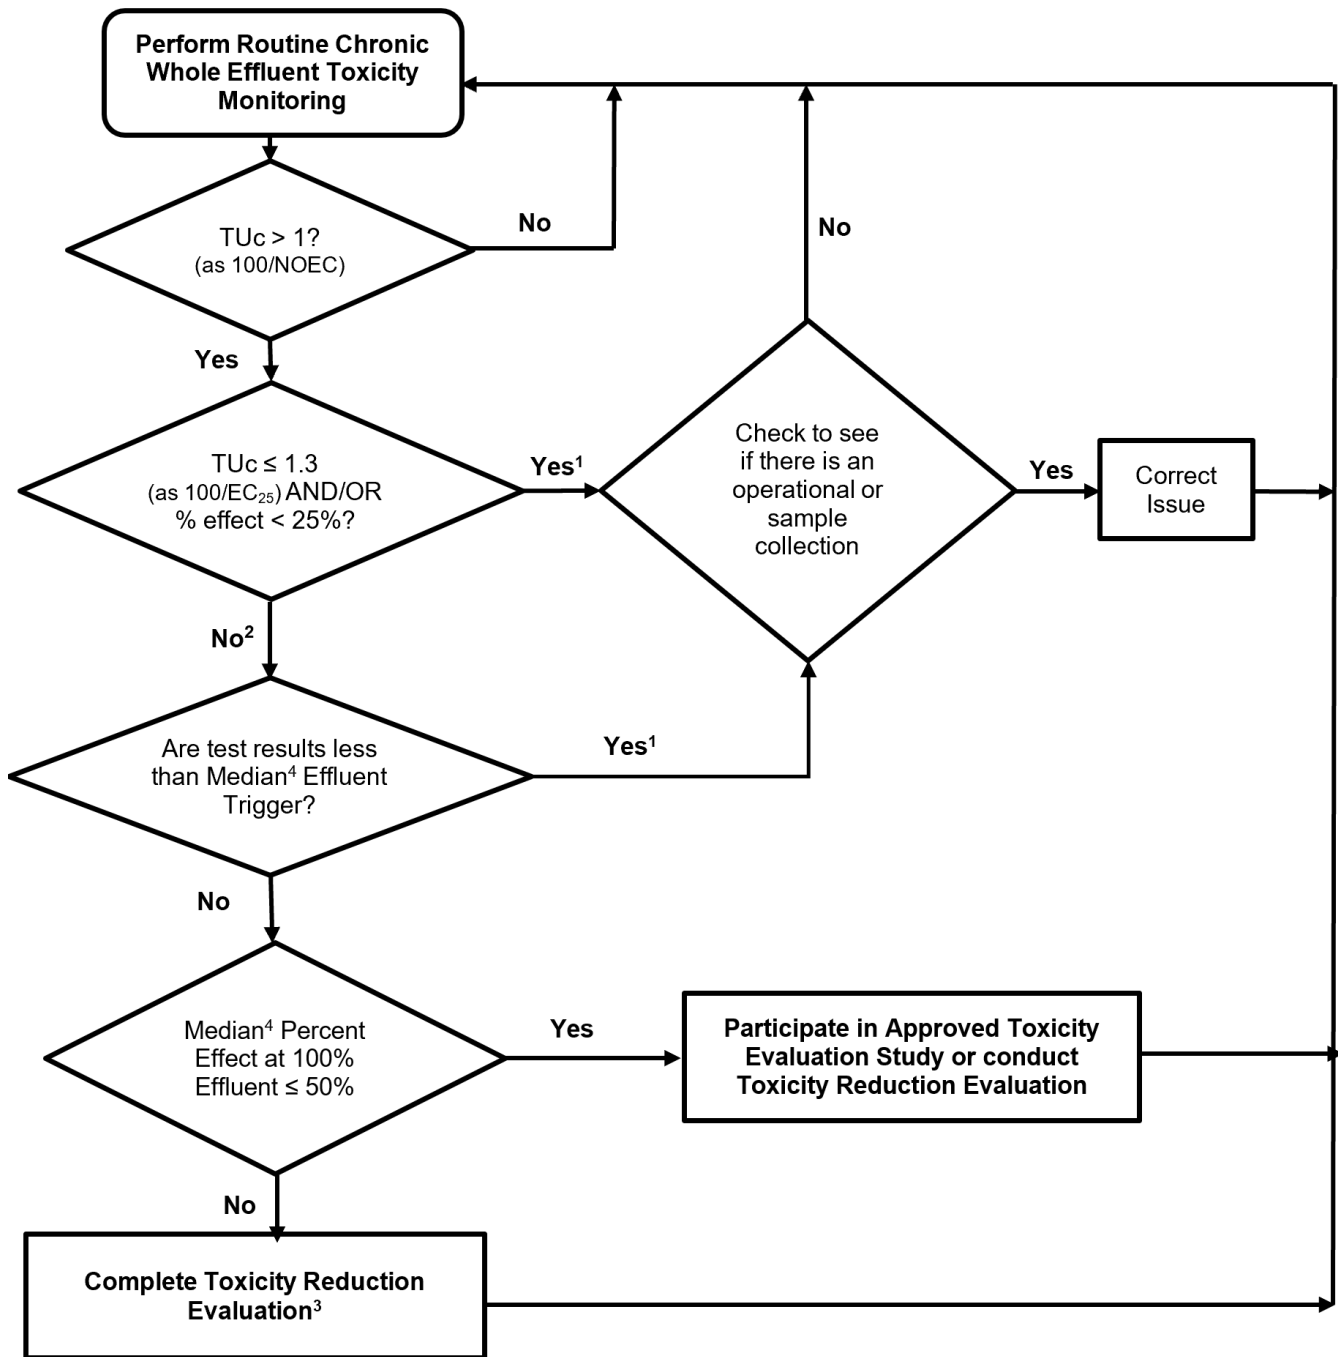 Perform Routine Chronic
Whole Effluent Toxicity
Monitoring
TUc > 1?
(as 100/NOEC)
No
No
Yes
TUc ≤ 1.3
(as 100/EC₂₅) AND/OR
% effect < 25%?
Yes¹
Check to see
if there is an
operational or
sample
collection
Yes
Correct
Issue
No²
Are test results less
than Median⁴ Effluent
Trigger?
Yes¹
No
Median⁴ Percent
Effect at 100%
Effluent ≤ 50%
Yes
Participate in Approved Toxicity
Evaluation Study or conduct
Toxicity Reduction Evaluation
No
Complete Toxicity Reduction
Evaluation³